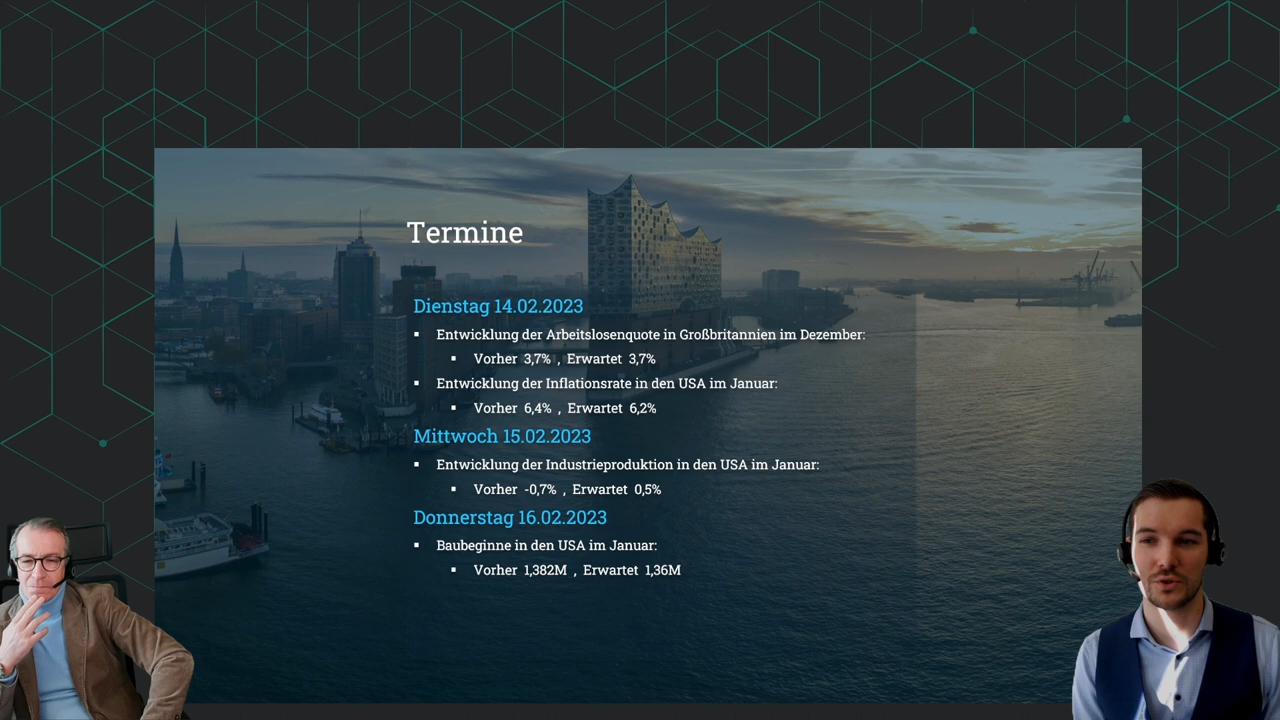 Termine
Dienstag 14.02.2023
▪ Entwicklung der Arbeitslosenquote in Großbritannien im Dezember:
▪ Vorher 3,7% , Erwartet 3,7%
▪ Entwicklung der Inflationsrate in den USA im Januar:
▪ Vorher 6,4% , Erwartet 6,2%
Mittwoch 15.02.2023
▪ Entwicklung der Industrieproduktion in den USA im Januar:
▪ Vorher -0,7% , Erwartet 0,5%
Donnerstag 16.02.2023
▪ Baubeginne in den USA im Januar:
▪ Vorher 1,382M , Erwartet 1,36M